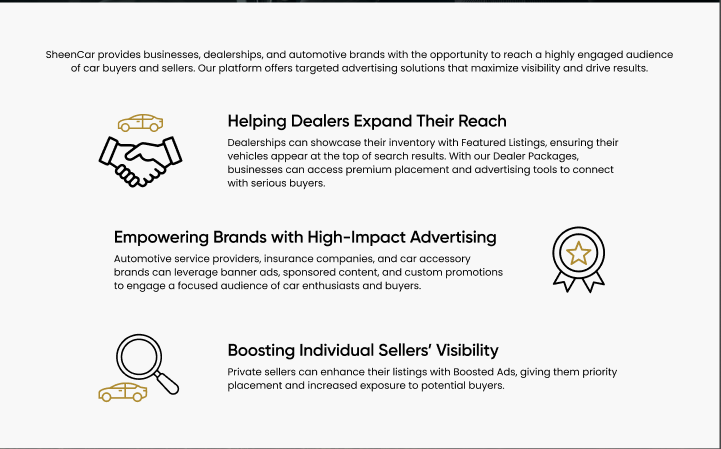 SheenCar provides businesses, dealerships, and automotive brands with the opportunity to reach a highly engaged audience
of car buyers and sellers. Our platform offers targeted advertising solutions that maximize visibility and drive results.
Helping Dealers Expand Their Reach
Dealerships can showcase their inventory with Featured Listings, ensuring their
vehicles appear at the top of search results. With our Dealer Packages,
businesses can access premium placement and advertising tools to connect
with serious buyers.
Empowering Brands with High-Impact Advertising
Automotive service providers, insurance companies, and car accessory
brands can leverage banner ads, sponsored content, and custom promotions
to engage a focused audience of car enthusiasts and buyers.
Boosting Individual Sellers’ Visibility
Private sellers can enhance their listings with Boosted Ads, giving them priority
placement and increased exposure to potential buyers.